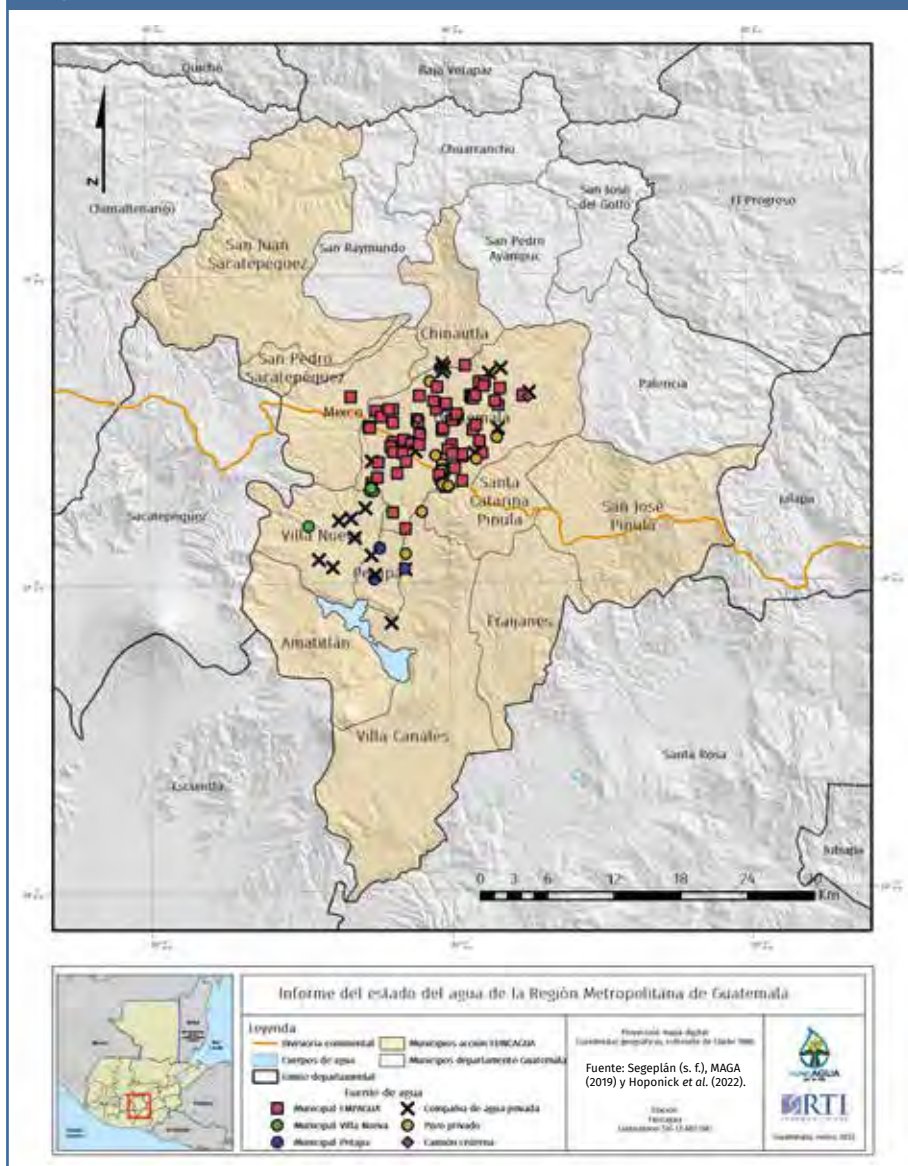 Quiché
Baja Verapaz
Chuarrancho
San José
del Golfo
El Progreso
Chimaltenango
N
San Juan
Sacatepéquez
San Raymundo
San Pedro
Ayampuc
Chinautla
San Pedro
Sacatepéquez
Palencia
Mixco
Santa
Catarina
Pinula
San José
Pinula
Jalapa
Sacatepéquez
Amatitlán
Fraijanes
Villa Canales
Santa Rosa
Escuintla
Jutiapa
0 3 6 12 18 24 30
Km
Informe del estado del agua de la Región Metropolitana de Guatemala
Leyenda
Divisoria continental
Municipios acción FUNCAGUA
Cuerpos de agua
Municipios departamento Guatemala
Límite departamental
Fuente de agua
Municipal EMPAGUA
Compañía de agua privada
Municipal Villa Nueva
Pozo privado
Municipal Petapa
Camión cisterna
Fuente: Segeplán (s. f.), MAGA
(2019) y Hoponick et al. (2022).
RTI